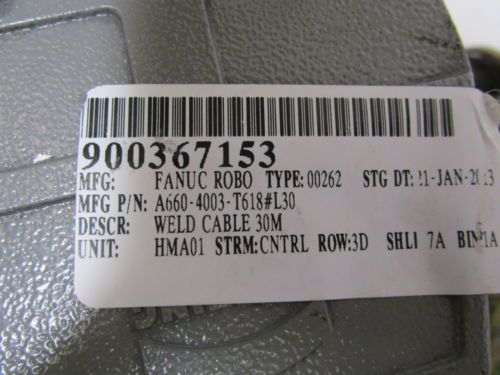 900367153
MFG: FANUC ROBO TYPE:00262 STG DT: 21-JAN-2013
MFG P/N: A660-4003-T618#L30
DESCR: WELD CABLE 30M
UNIT: HMA01 STRM:CNTRL ROW:3D SHLF 7A BIN